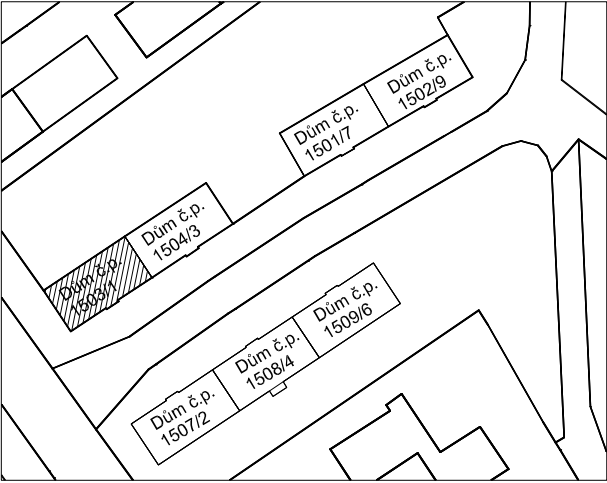 Dům č.p.
1502/9
Dům č.p.
1501/7
Dům č.p.
1504/3
Dům č.p.
1503/1
Dům č.p.
1509/6
Dům č.p.
1508/4
Dům č.p.
1507/2